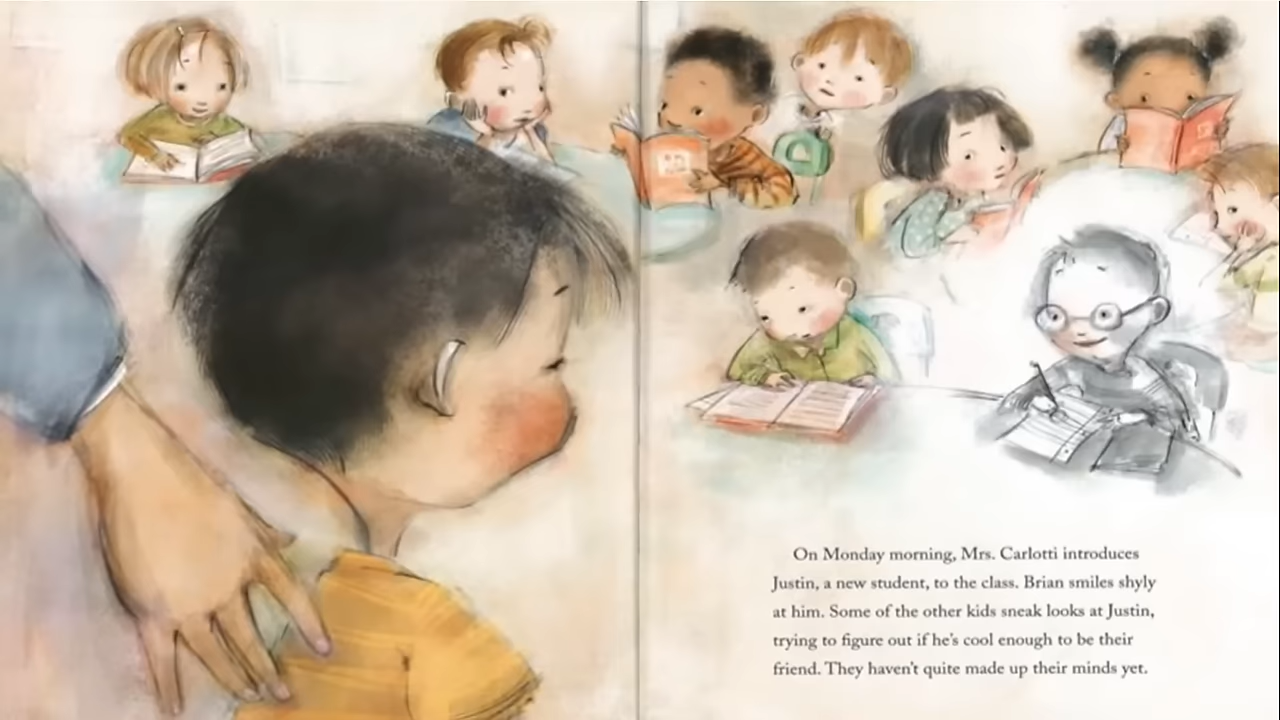 On Monday morning, Mrs. Carlotti introduces
Justin, a new student, to the class. Brian smiles shyly
at him. Some of the other kids sneak looks at Justin,
trying to figure out if he's cool enough to be their
friend. They haven't quite made up their minds yet.